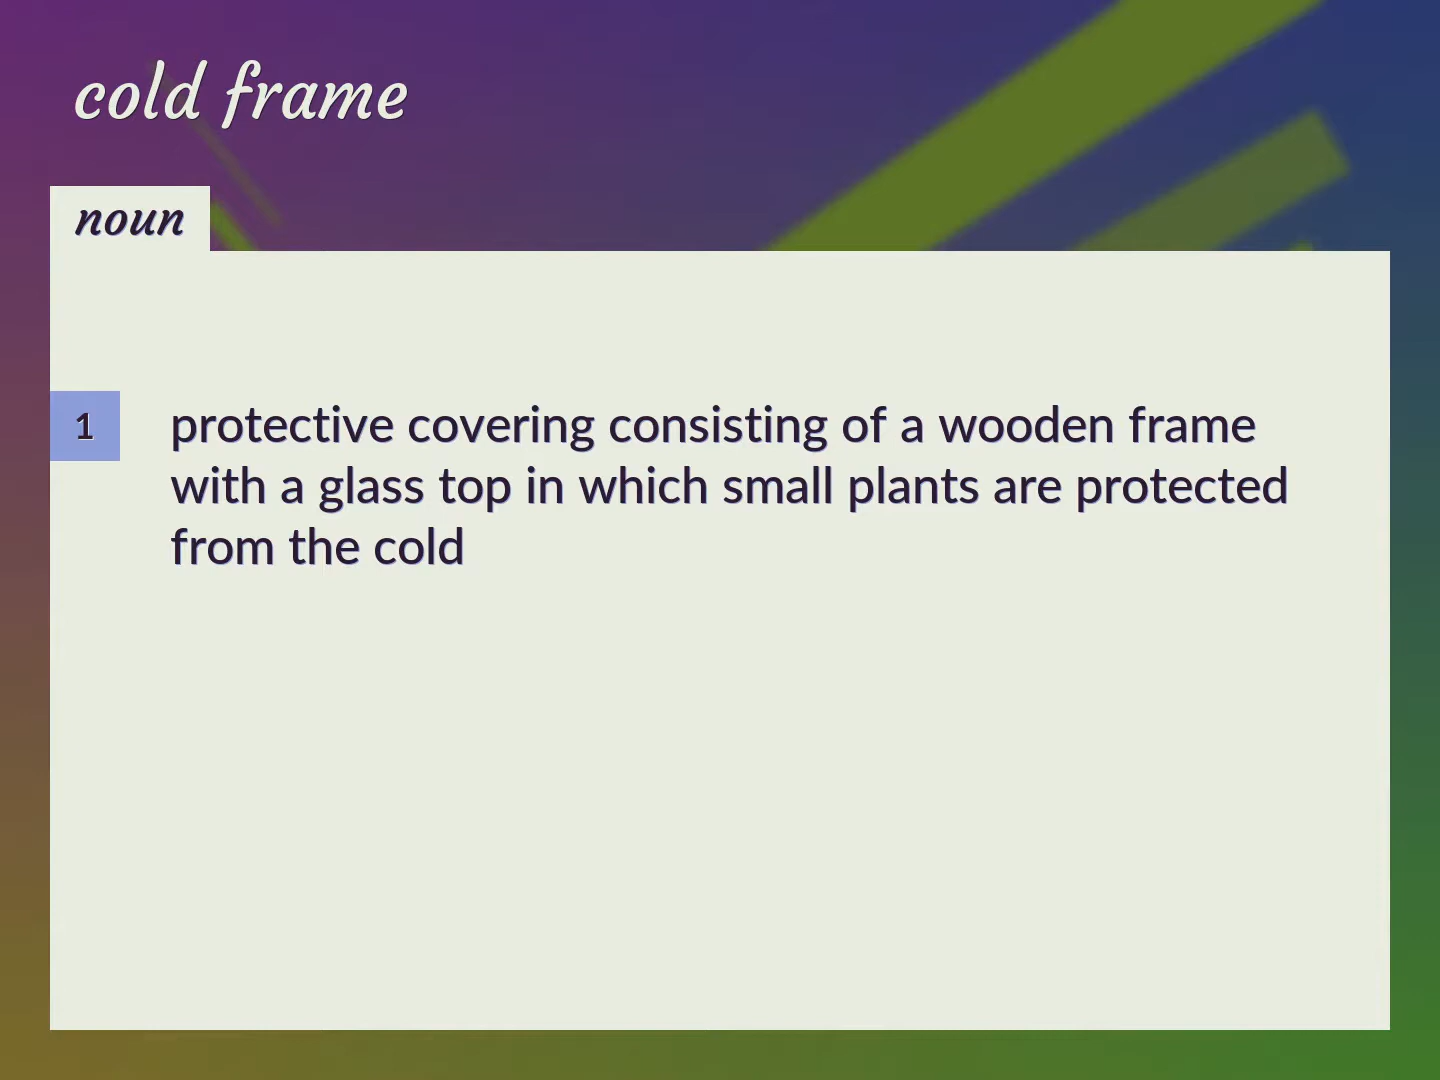 cold frame
noun
1
protective covering consisting of a wooden frame
with a glass top in which small plants are protected
from the cold